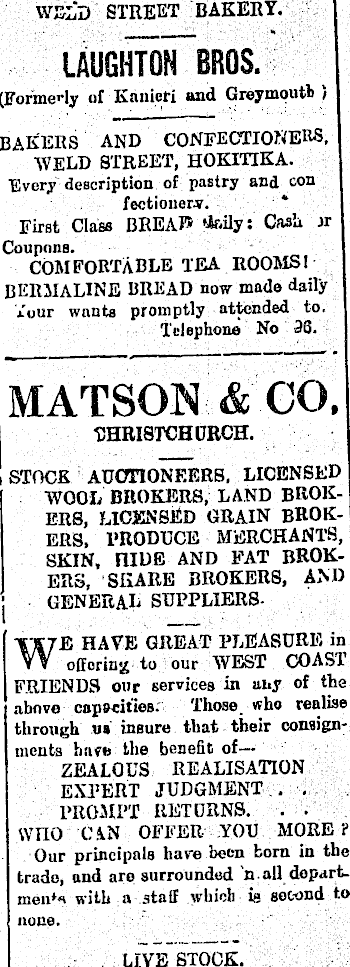 WELD STREET BAKERY.
LAUGHTON BROS.
(Formerly of Kanieri and Greymouth)
BAKERS AND CONFECTIONERS,
WELD STREET, HOKITIKA.
Every description of pastry and con
fectionery.
First Class BREAD daily: Cash or
Coupons.
COMFORTABLE TEA ROOMS!
BERMALINE BREAD now made daily
Your wants promptly attended to.
Telephone No 36.
MATSON & CO.
CHRISTCHURCH.
STOCK AUCTIONEERS, LICENSED
WOOL BROKERS, LAND BROK-
ERS, LICENSED GRAIN BROK-
ERS, PRODUCE MERCHANTS,
SKIN, HIDE AND FAT BROK-
ERS, SHARE BROKERS, AND
GENERAL SUPPLIERS.
WE HAVE GREAT PLEASURE in
offering to our WEST COAST
FRIENDS our services in any of the
above capacities. Those who realise
through us insure that their consign-
ments have the benefit of—
ZEALOUS REALISATION
EXPERT JUDGMENT . .
PROMPT RETURNS. . .
WHO CAN OFFER YOU MORE?
Our principals have been born in the
trade, and are surrounded in all depart-
ments with a staff which is second to
none.
LIVE STOCK.